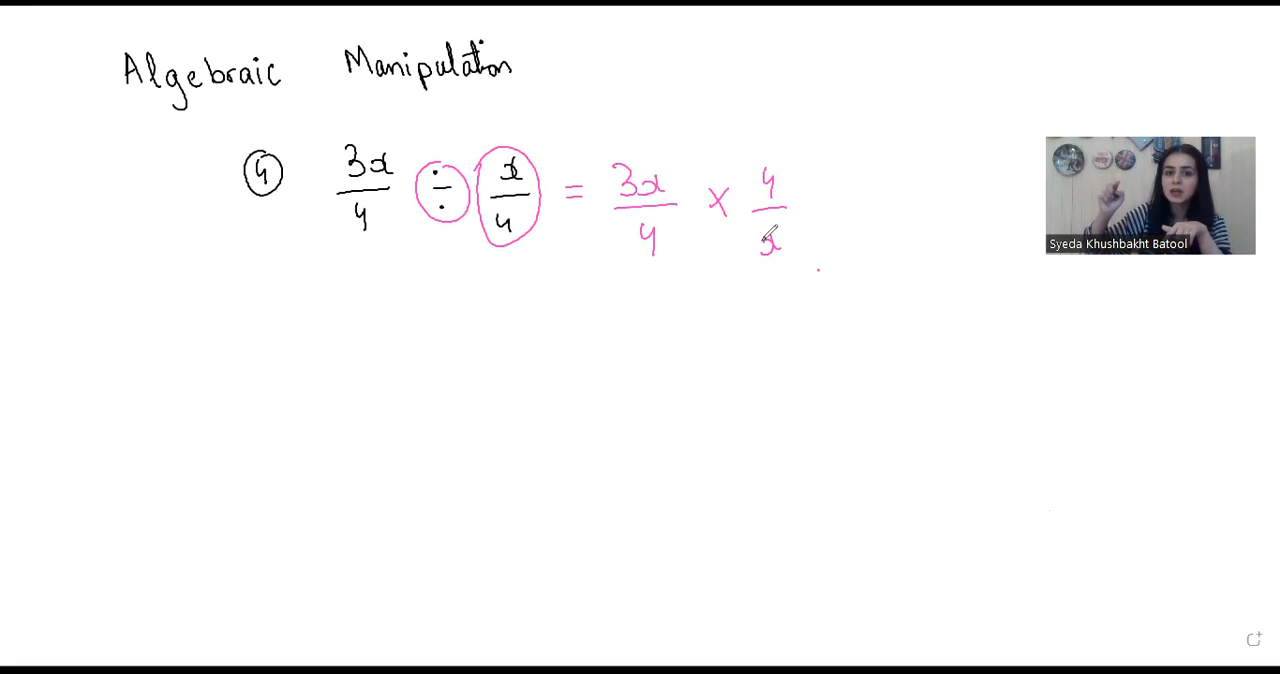 Algebraic Manipulation
④ 3x/4 ÷ x/4 = 3x/4 × 4/x
Syeda Khushbakht Batool